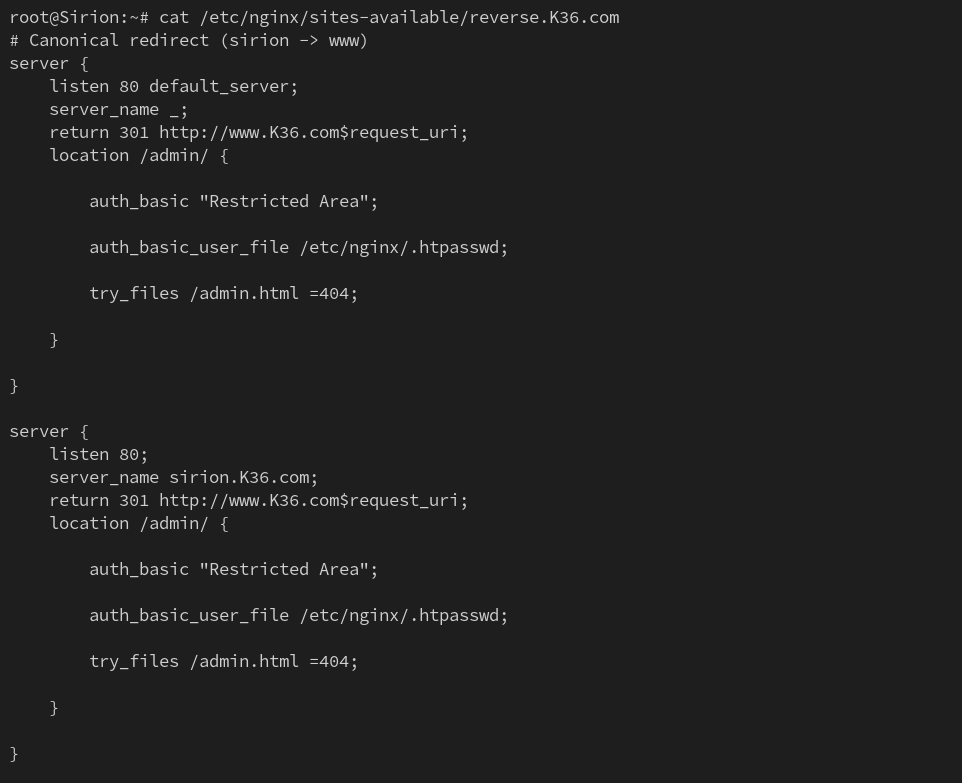 root@Sirion:~# cat /etc/nginx/sites-available/reverse.K36.com
# Canonical redirect (sirion -> www)
server {
    listen 80 default_server;
    server_name _;
    return 301 http://www.K36.com$request_uri;
    location /admin/ {

        auth_basic "Restricted Area";

        auth_basic_user_file /etc/nginx/.htpasswd;

        try_files /admin.html =404;

    }

}

server {
    listen 80;
    server_name sirion.K36.com;
    return 301 http://www.K36.com$request_uri;
    location /admin/ {

        auth_basic "Restricted Area";

        auth_basic_user_file /etc/nginx/.htpasswd;

        try_files /admin.html =404;

    }

}